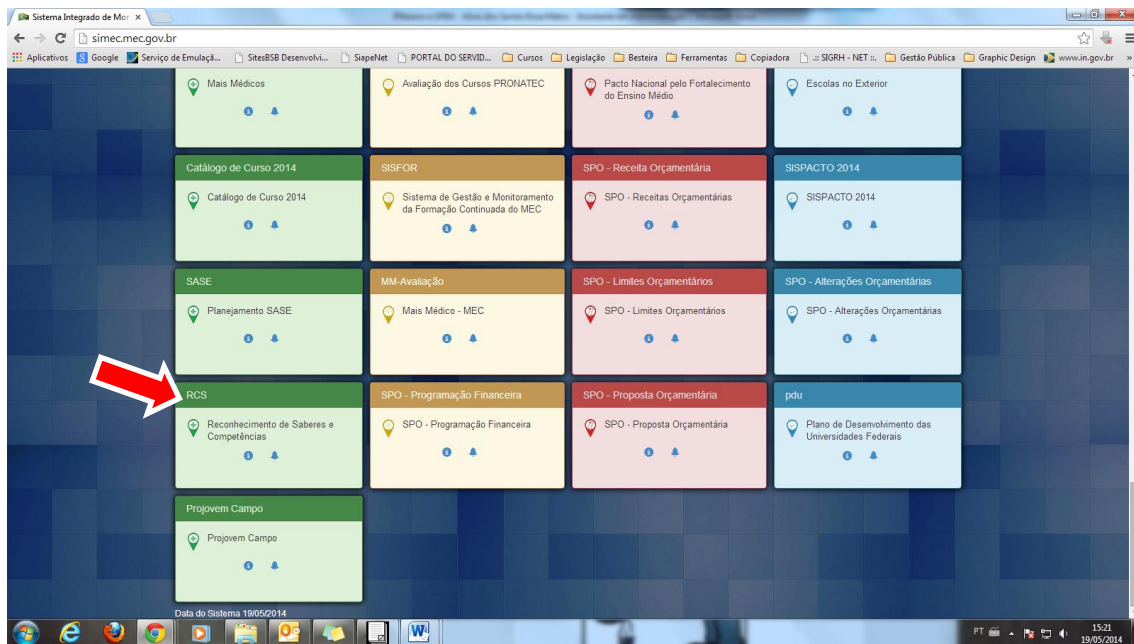 Sistema Integrado de Mor
simec.mec.gov.br
Aplicativos Google Serviço de Emulaçã... SitesBSB Desenvolvi... SiapeNet PORTAL DO SERVID... Cursos Legislação Besteira Ferramentas Copiadora .:: SIGRH - NET ::. Gestão Pública Graphic Design www.in.gov.br »
Mais Médicos
Avaliação dos Cursos PRONATEC
Pacto Nacional pelo Fortalecimento
do Ensino Médio
Escolas no Exterior
Catálogo de Curso 2014
SISFOR
SPO - Receita Orçamentária
SISPACTO 2014
Catálogo de Curso 2014
Sistema de Gestão e Monitoramento
da Formação Continuada do MEC
SPO - Receitas Orçamentárias
SISPACTO 2014
SASE
MM-Avaliação
SPO - Limites Orçamentários
SPO - Alterações Orçamentárias
Planejamento SASE
Mais Médico - MEC
SPO - Limites Orçamentários
SPO - Alterações Orçamentárias
RCS
SPO - Programação Financeira
SPO - Proposta Orçamentária
pdu
Reconhecimento de Saberes e
Competências
SPO - Programação Financeira
SPO - Proposta Orçamentária
Plano de Desenvolvimento das
Universidades Federais
Projovem Campo
Projovem Campo
Data do Sistema 19/05/2014
PT
15:21
19/05/2014